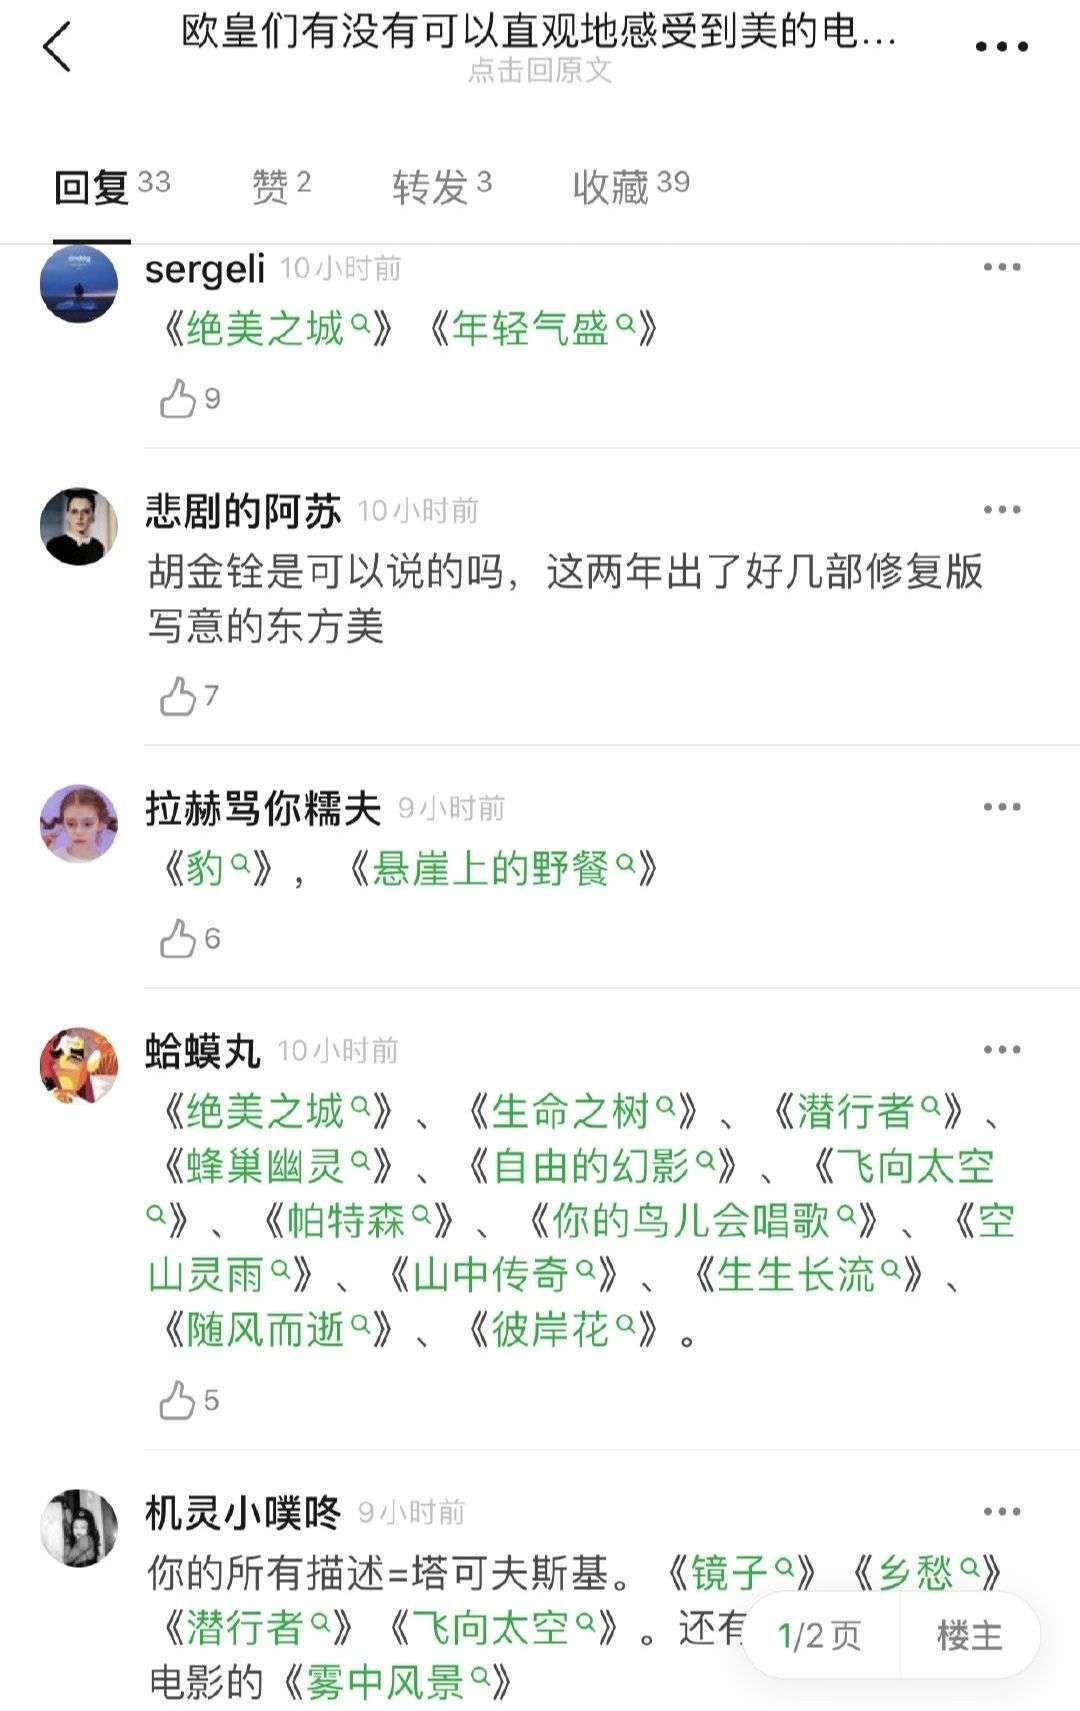 欧皇们有没有可以直观地感受到美的电...
点击回原文
回复 33 赞 2 转发 3 收藏 39
sergeli 10小时前
《绝美之城》《年轻气盛》
9
悲剧的阿苏 10小时前
胡金铨是可以说的吗，这两年出了好几部修复版
写意的东方美
7
拉赫骂你糯夫 9小时前
《豹》，《悬崖上的野餐》
6
蛤蟆丸 10小时前
《绝美之城》、《生命之树》、《潜行者》、
《蜂巢幽灵》、《自由的幻影》、《飞向太空
》、《帕特森》、《你的鸟儿会唱歌》、《空
山灵雨》、《山中传奇》、《生生长流》、
《随风而逝》、《彼岸花》。
5
机灵小噗咚 9小时前
你的所有描述=塔可夫斯基。《镜子》《乡愁》
《潜行者》《飞向太空》。还有
电影的《雾中风景》
1/2页 楼主